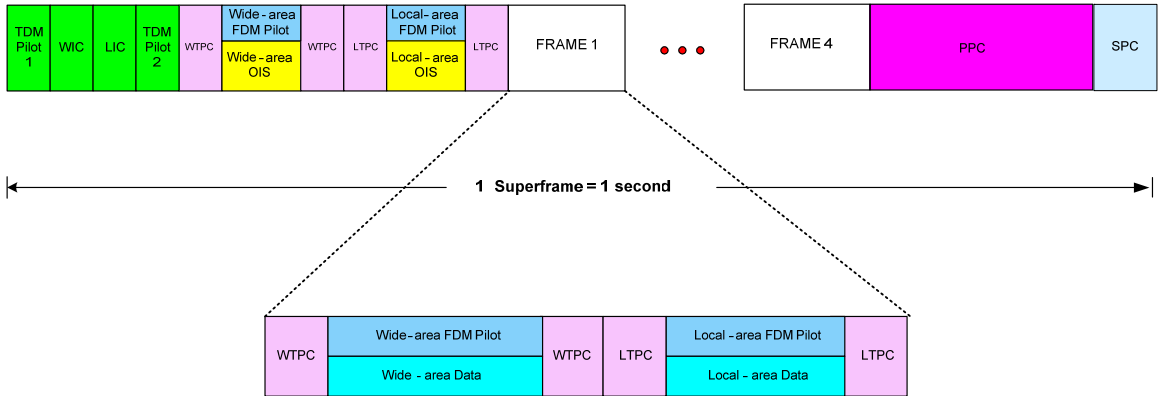 TDM
Pilot
1
WIC
LIC
TDM
Pilot
2
WTPC
Wide-area
FDM Pilot
Wide-area
OIS
WTPC
LTPC
Local-area
FDM Pilot
Local-area
OIS
LTPC
FRAME 1
FRAME 4
PPC
SPC
1 Superframe = 1 second
WTPC
Wide-area FDM Pilot
Wide - area Data
WTPC
LTPC
Local - area FDM Pilot
Local - area Data
LTPC